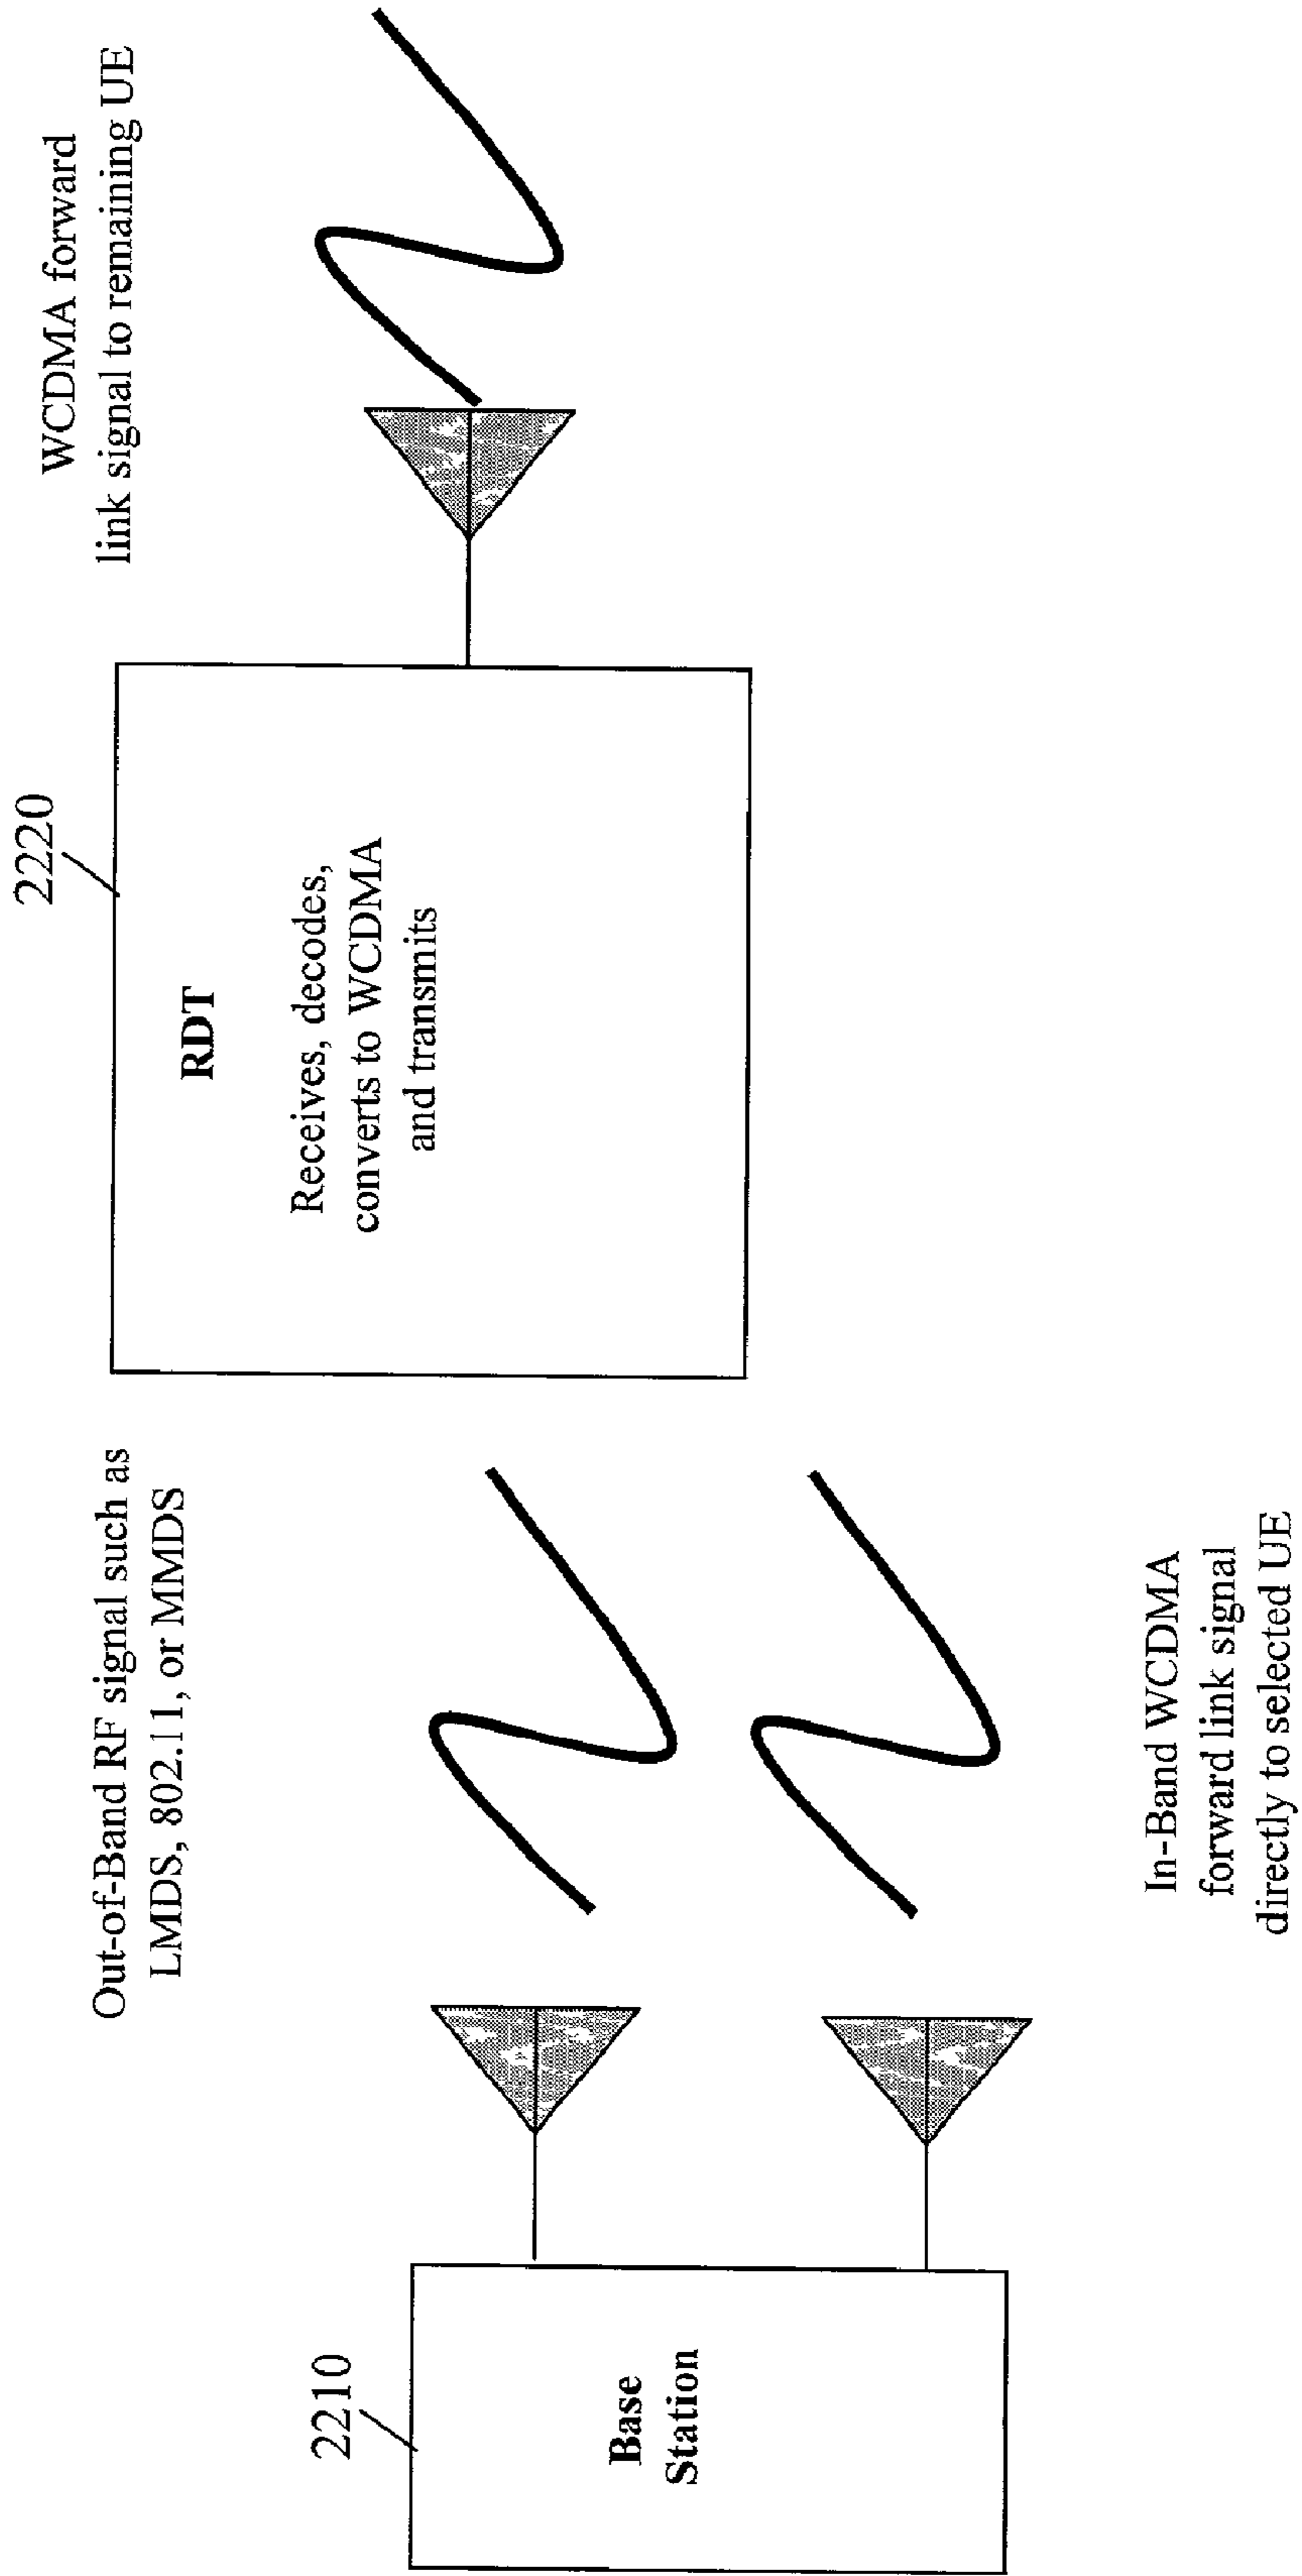 2210
Base
Station
Out-of-Band RF signal such as
LMDS, 802.11, or MMDS
In-Band WCDMA
forward link signal
directly to selected UE
2220
RDT
Receives, decodes,
converts to WCDMA
and transmits
WCDMA forward
link signal to remaining UE